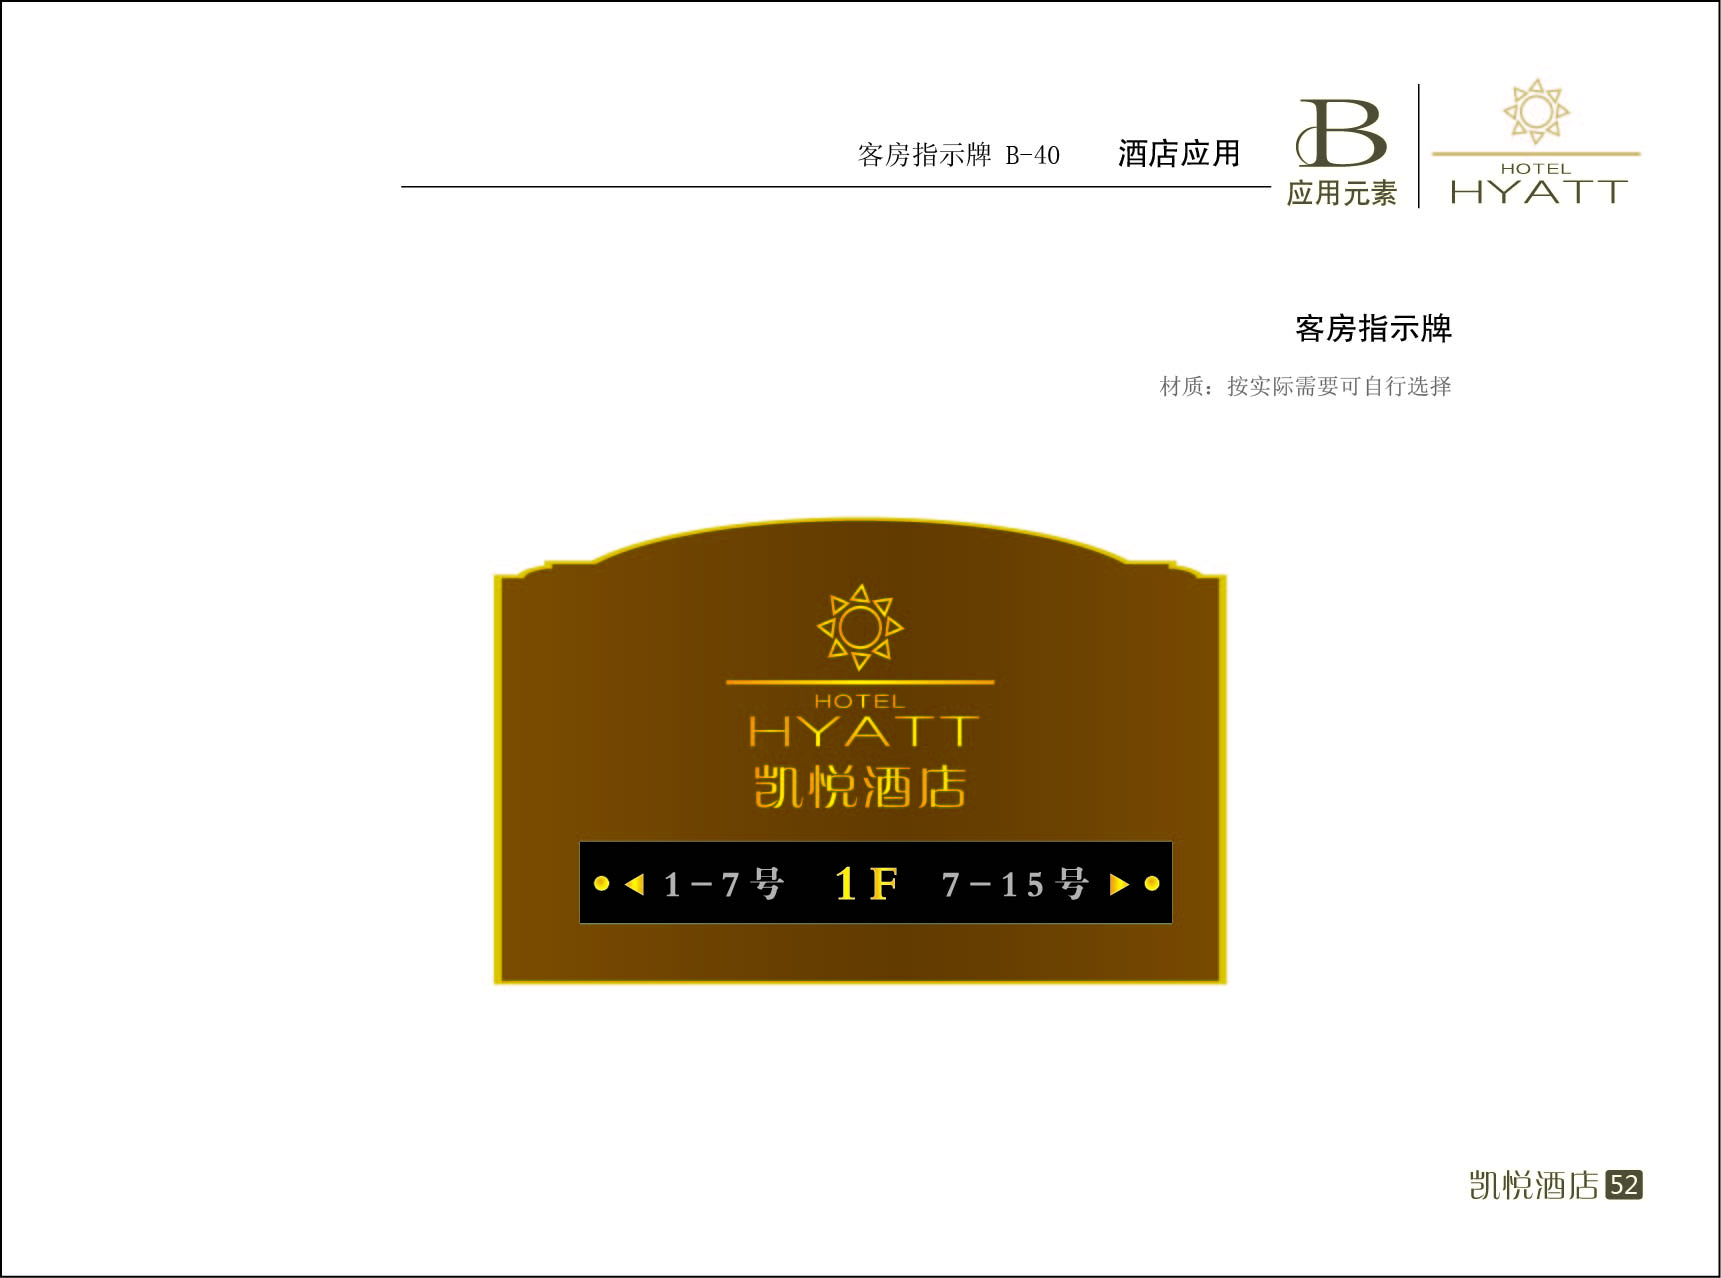 客房指示牌 B-40 酒店应用
B
应用元素
HOTEL
HYATT
客房指示牌
材质：按实际需要可自行选择
HOTEL
HYATT
凯悦酒店
1-7号 1F 7-15号
凯悦酒店 52